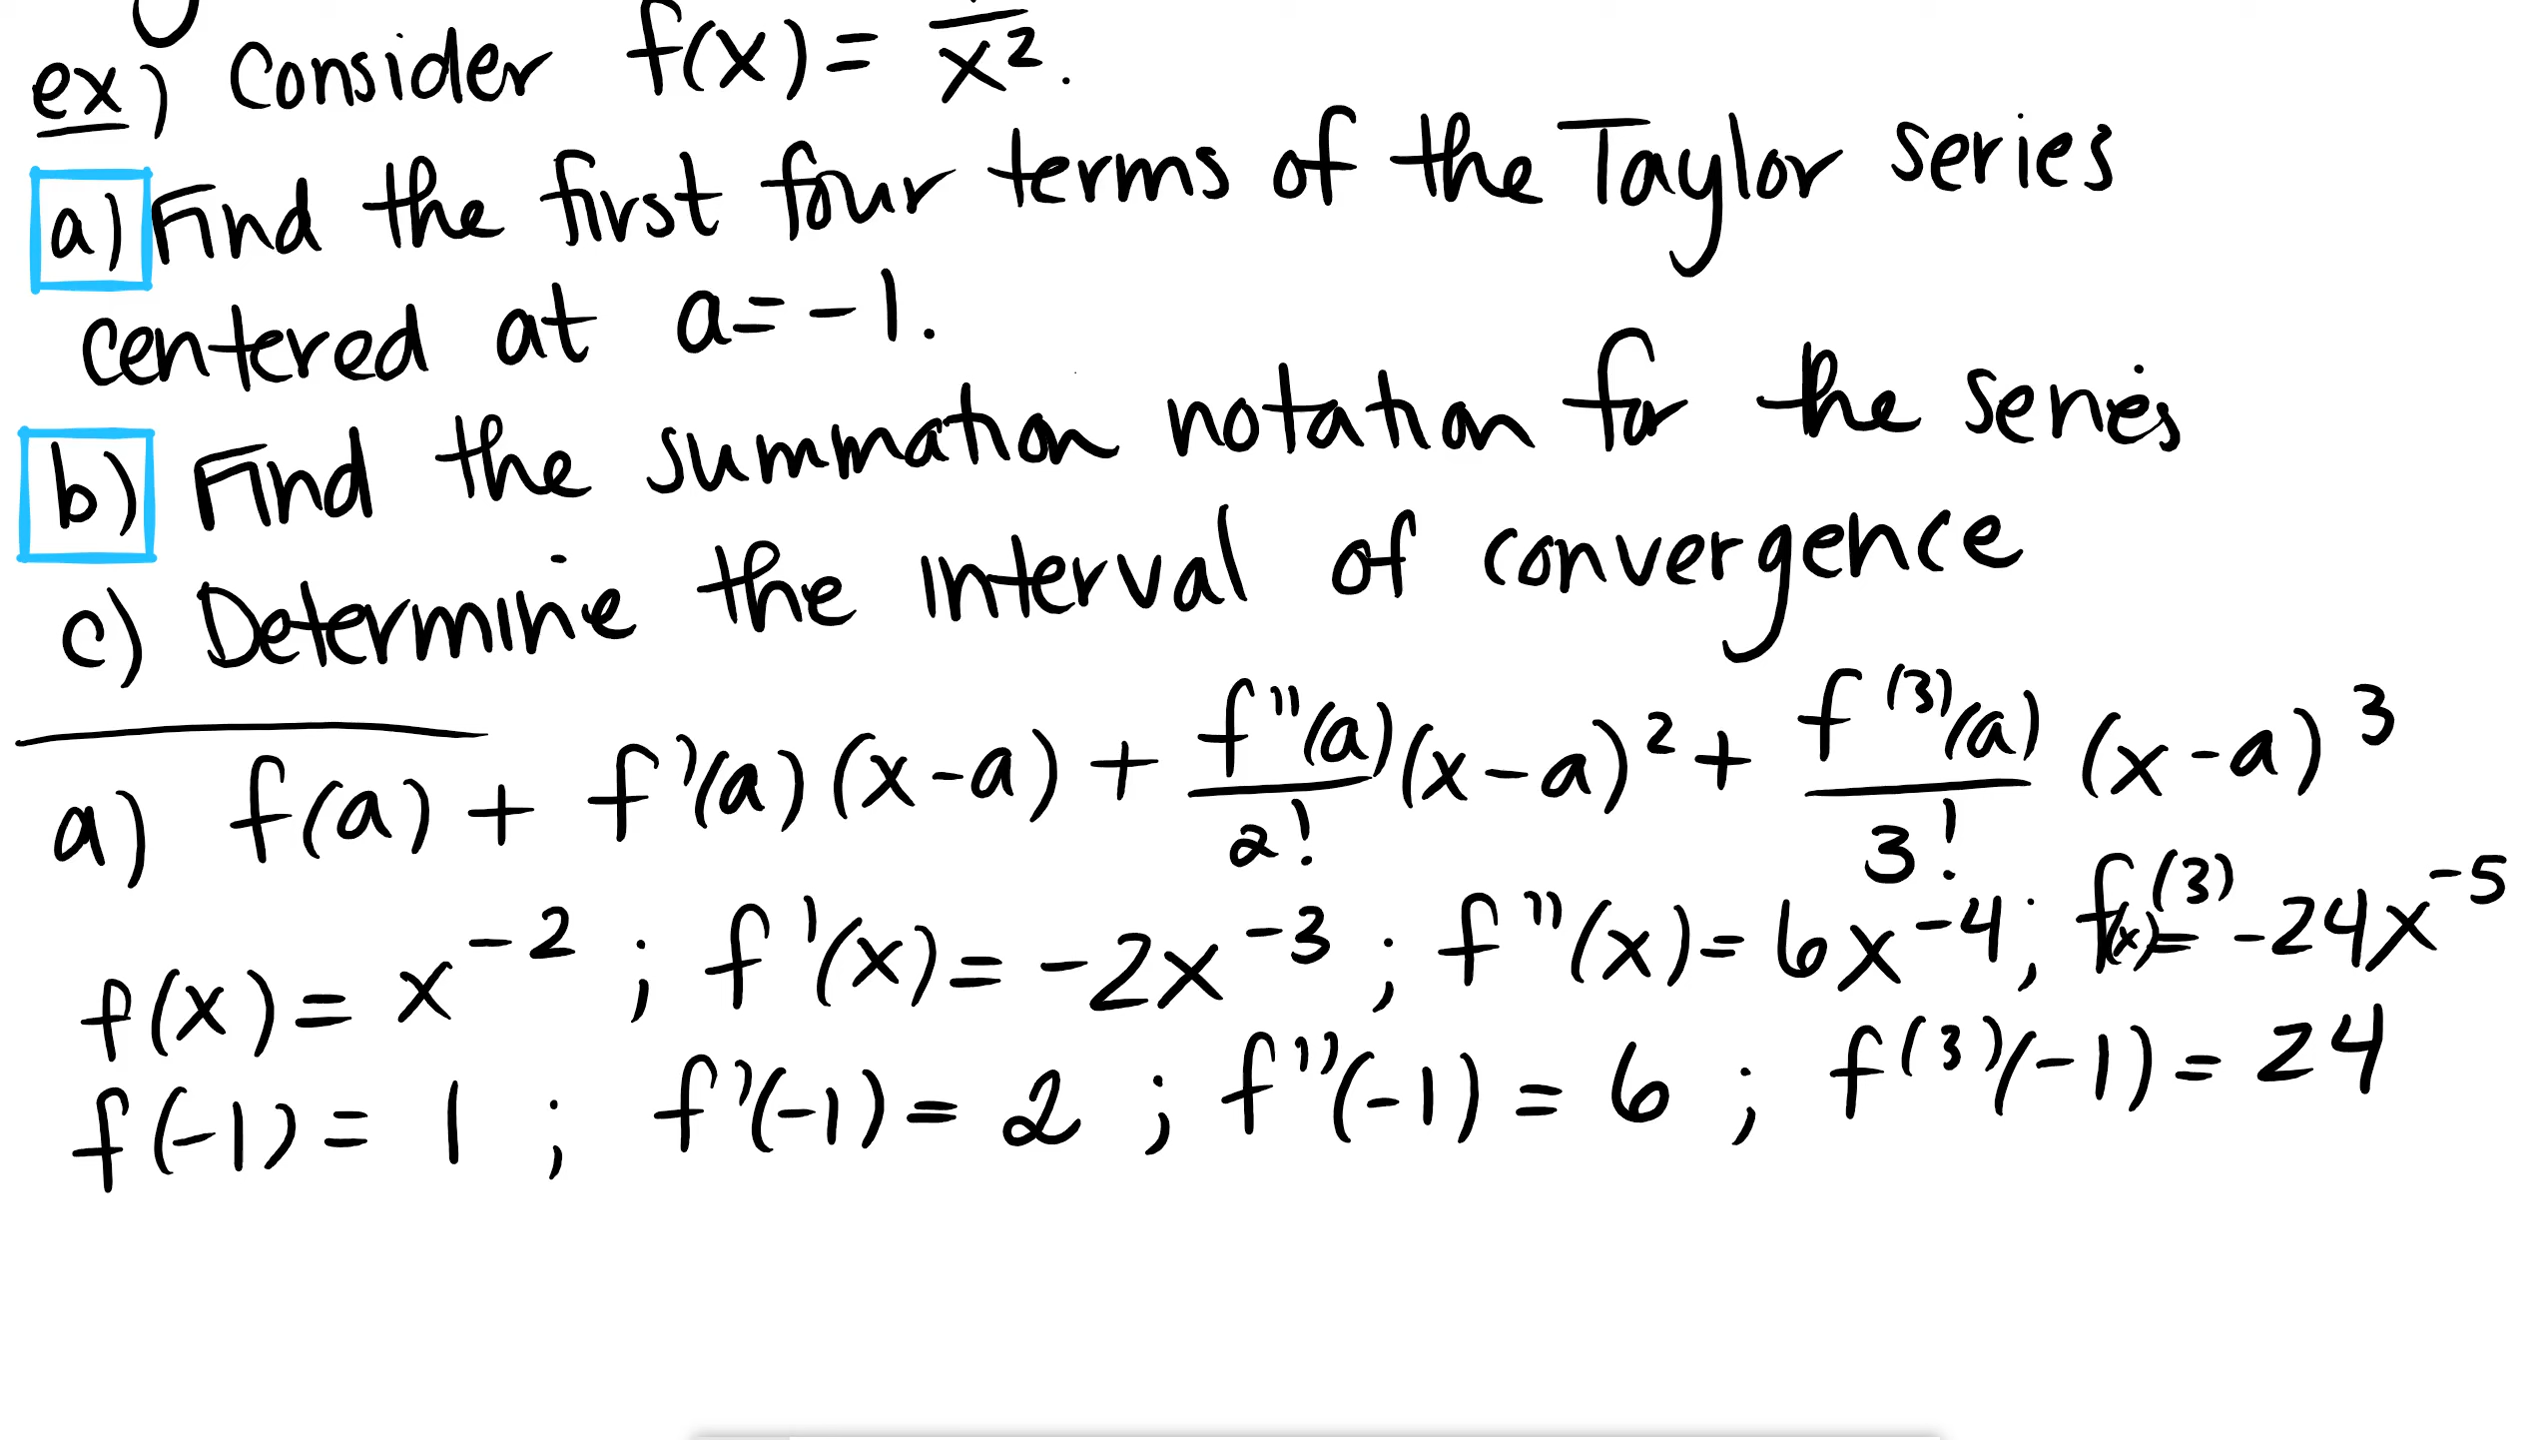 ex) Consider f(x) = 1/x².
a) Find the first four terms of the Taylor series
centered at a = -1.
b) Find the summation notation for the series
c) Determine the interval of convergence
a) f(a) + f'(a)(x-a) + f''(a)/2! (x-a)² + f⁽³⁾(a)/3! (x-a)³
f(x) = x⁻² ; f'(x) = -2x⁻³ ; f''(x) = 6x⁻⁴ ; f⁽³⁾(x) = -24x⁻⁵
f(-1) = 1 ; f'(-1) = 2 ; f''(-1) = 6 ; f⁽³⁾(-1) = 24